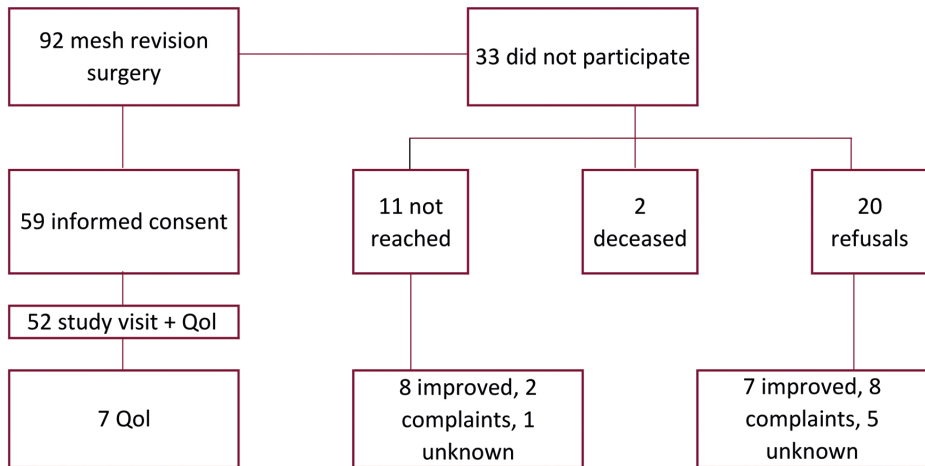 92 mesh revision
surgery
33 did not participate
59 informed consent
11 not
reached
2
deceased
20
refusals
52 study visit + Qol
7 Qol
8 improved, 2
complaints, 1
unknown
7 improved, 8
complaints, 5
unknown